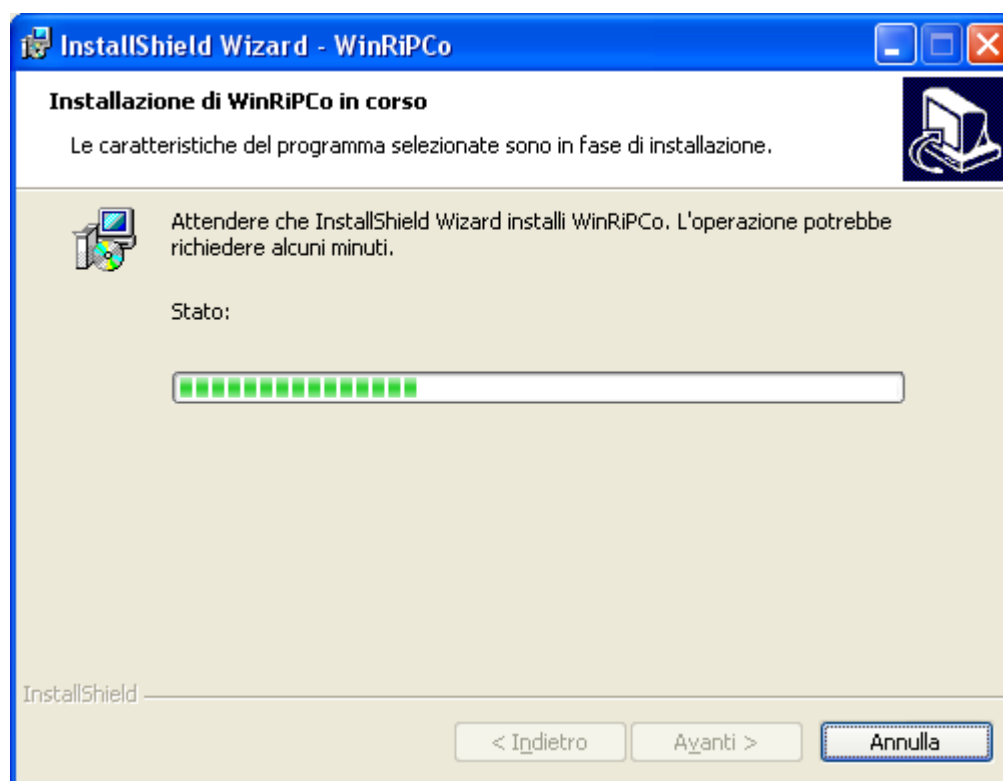 InstallShield Wizard - WinRiPCo
Installazione di WinRiPCo in corso
Le caratteristiche del programma selezionate sono in fase di installazione.
Attendere che InstallShield Wizard installi WinRiPCo. L'operazione potrebbe
richiedere alcuni minuti.
Stato:
InstallShield
< Indietro
Avanti >
Annulla